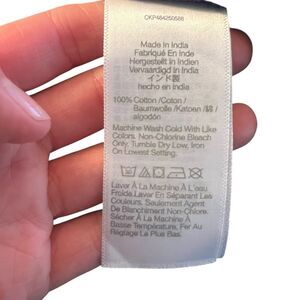 CKP484250586
Made In India
Fabriqué En Inde
Hergestellt in Indien
Vervaardigd in India
インド製
hecho en India
100% Cotton /Coton /
Baumwolle /Katoen / 綿 /
algodón
Machine Wash Cold With Like
Colors. Non-Chlorine Bleach
Only. Tumble Dry Low, Iron
On Lowest Setting.
Laver À La Machine À L'eau
Froide Laver En Séparant Les
Couleurs. Seulement Agent
De Blanchiment Non-Chlore.
Sécher À La Machine À
Basse Température. Fer Au
Réglage Le Plus Bas.